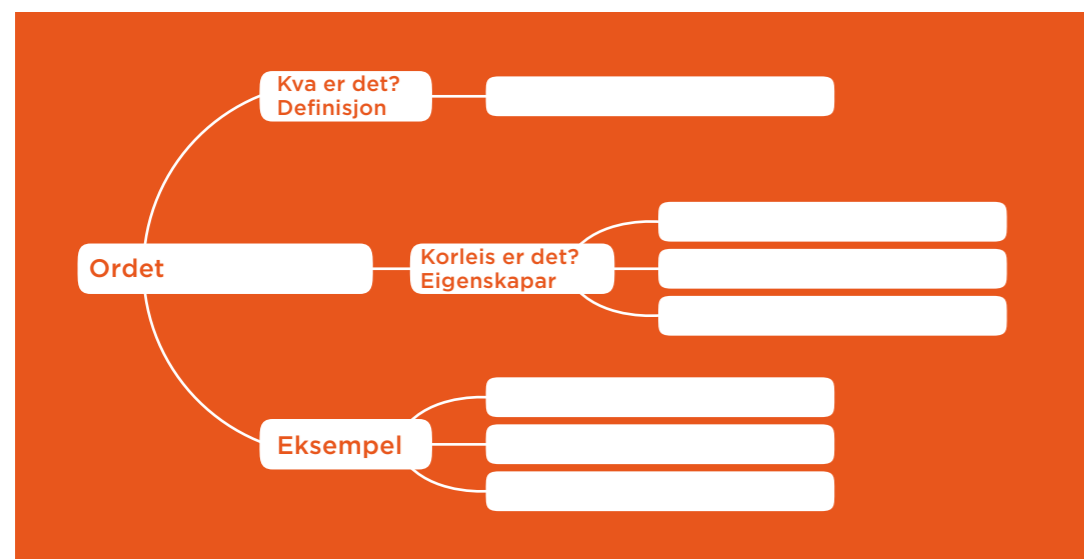 Kva er det?
Definisjon
Ordet
Korleis er det?
Eigenskapar
Eksempel